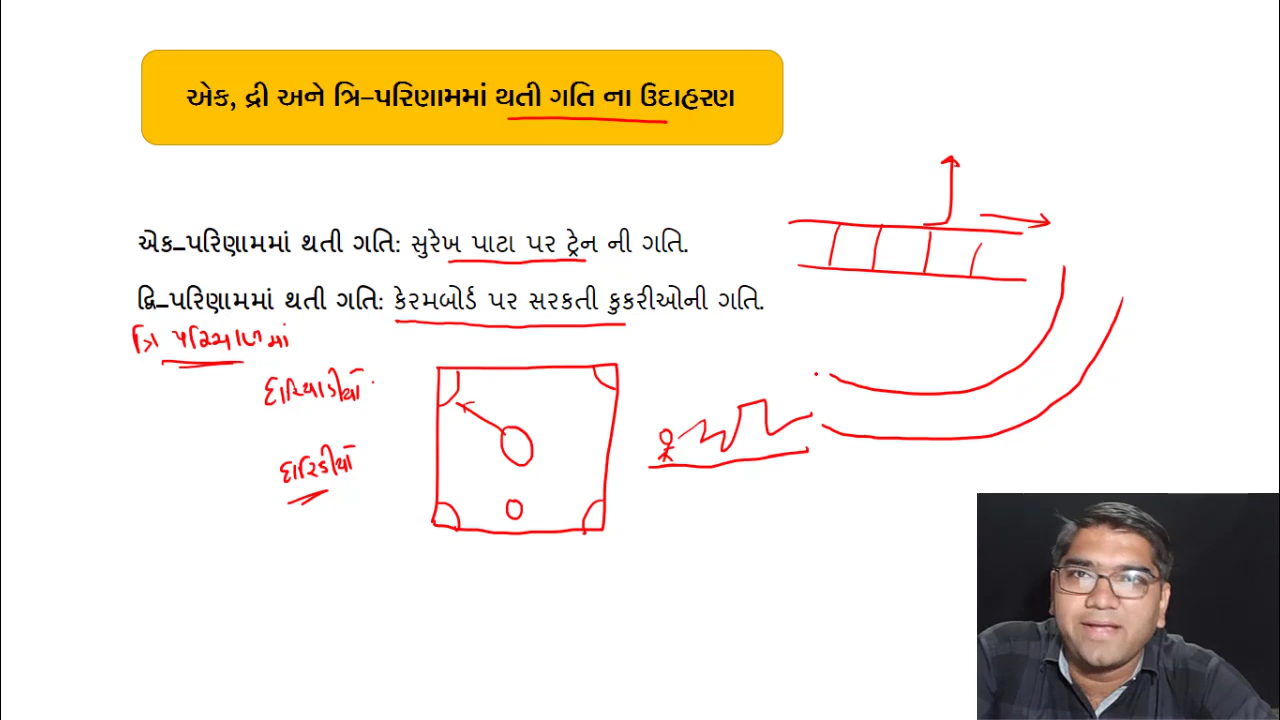 એક, દ્રી અને ત્રિ-પરિણામમાં થતી ગતિ ના ઉદાહરણ
એક-પરિણામમાં થતી ગતિ: સુરેખ પાટા પર ટ્રેન ની ગતિ.
દ્વિ-પરિણામમાં થતી ગતિ: કેરમબોર્ડ પર સરકતી કુકરીઓની ગતિ.
ત્રિ પરિમાણમાં